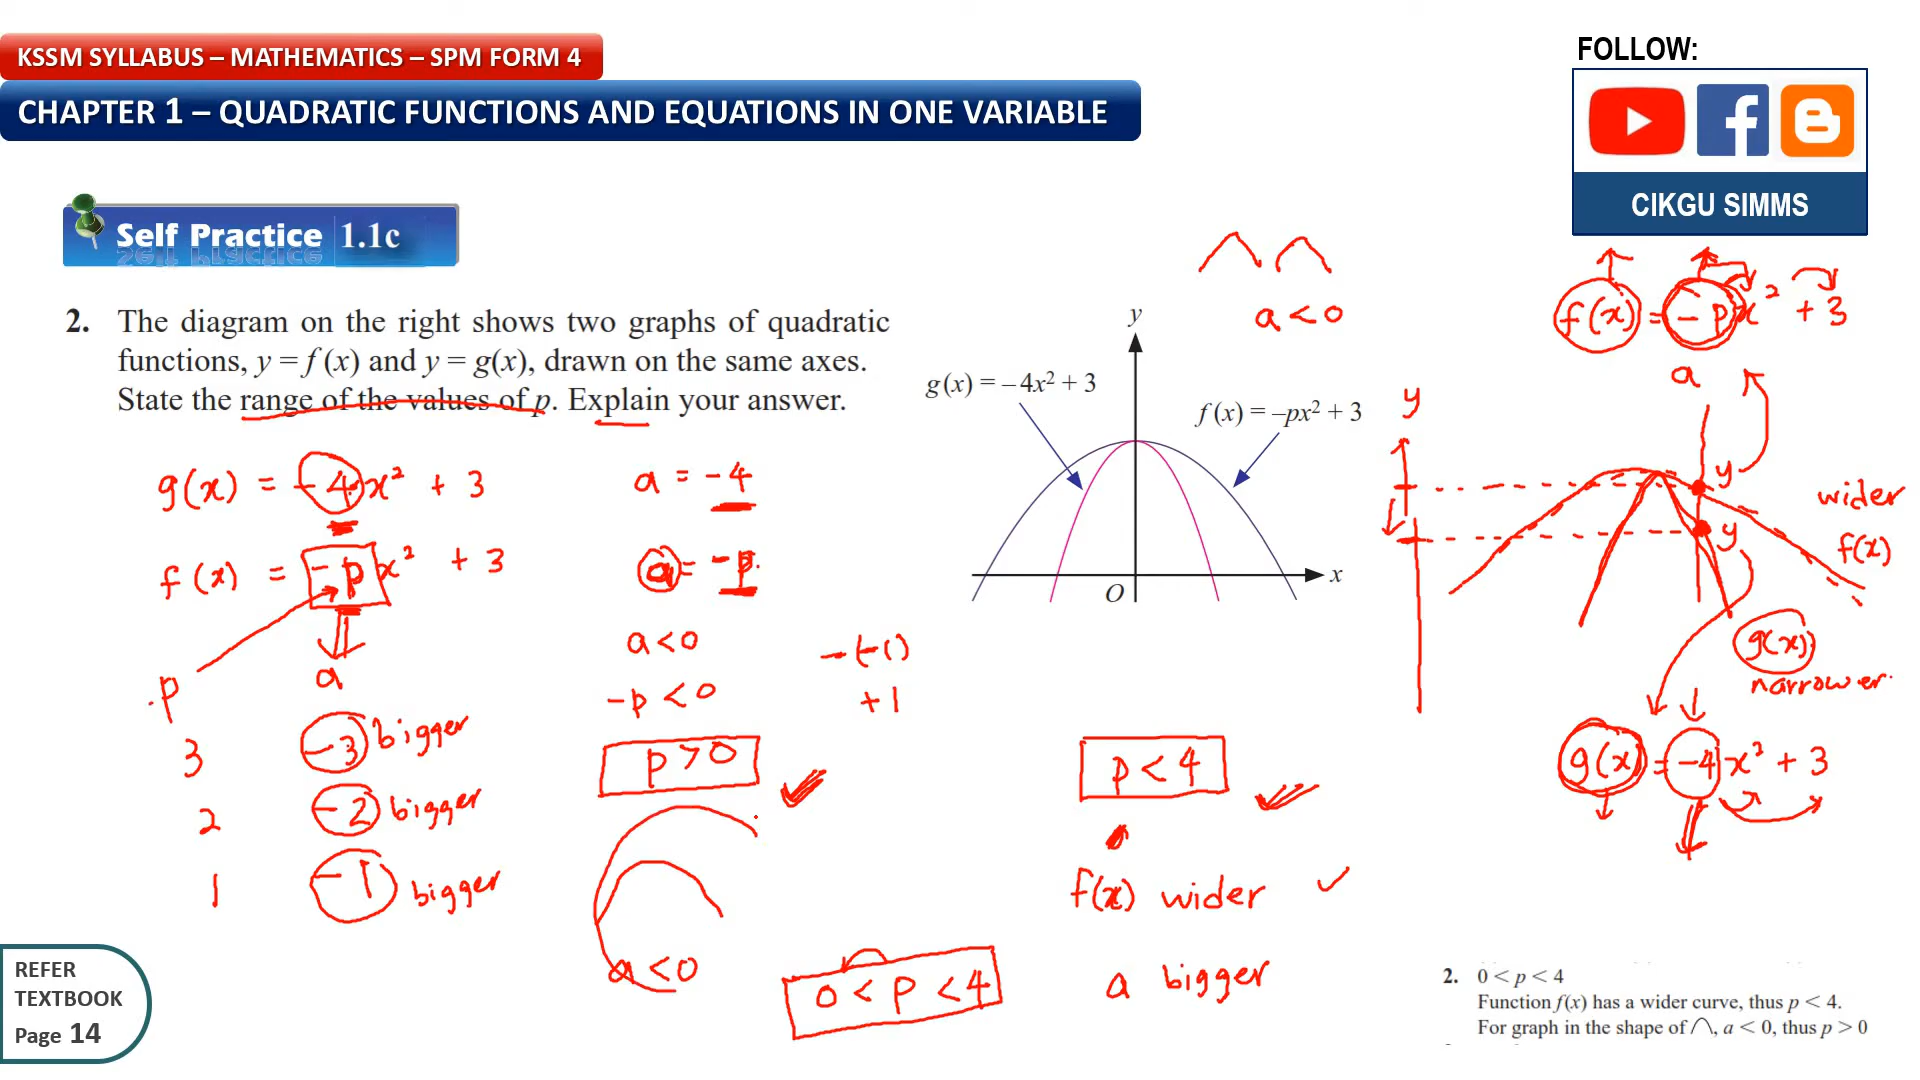 KSSM SYLLABUS – MATHEMATICS – SPM FORM 4
CHAPTER 1 – QUADRATIC FUNCTIONS AND EQUATIONS IN ONE VARIABLE
FOLLOW:
CIKGU SIMMS
Self Practice 1.1c
2. The diagram on the right shows two graphs of quadratic
functions, y = f (x) and y = g(x), drawn on the same axes.
State the range of the values of p. Explain your answer.
g(x) = -4x² + 3
a = -4
f(x) = -px² + 3
a = -p
a
p
3 -3 bigger
2 -2 bigger
1 -1 bigger
a < 0
-p < 0
p > 0
-(-1)
+1
a < 0
0 < p < 4
a < 0
y
g(x) = –4x² + 3
f (x) = –px² + 3
O
x
p < 4
f(x) wider
a bigger
f(x) = -px² + 3
a
y
y
y
wider
f(x)
g(x)
narrower
g(x) = -4x² + 3
REFER
TEXTBOOK
Page 14
2. 0 < p < 4
Function f(x) has a wider curve, thus p < 4.
For graph in the shape of ⋂, a < 0, thus p > 0